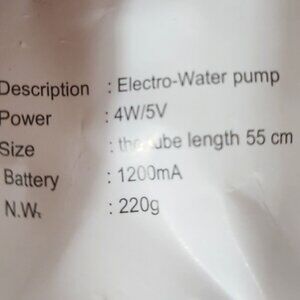 Description : Electro-Water pump
Power : 4W/5V
Size : the tube length 55 cm
Battery : 1200mA
N.W. : 220g